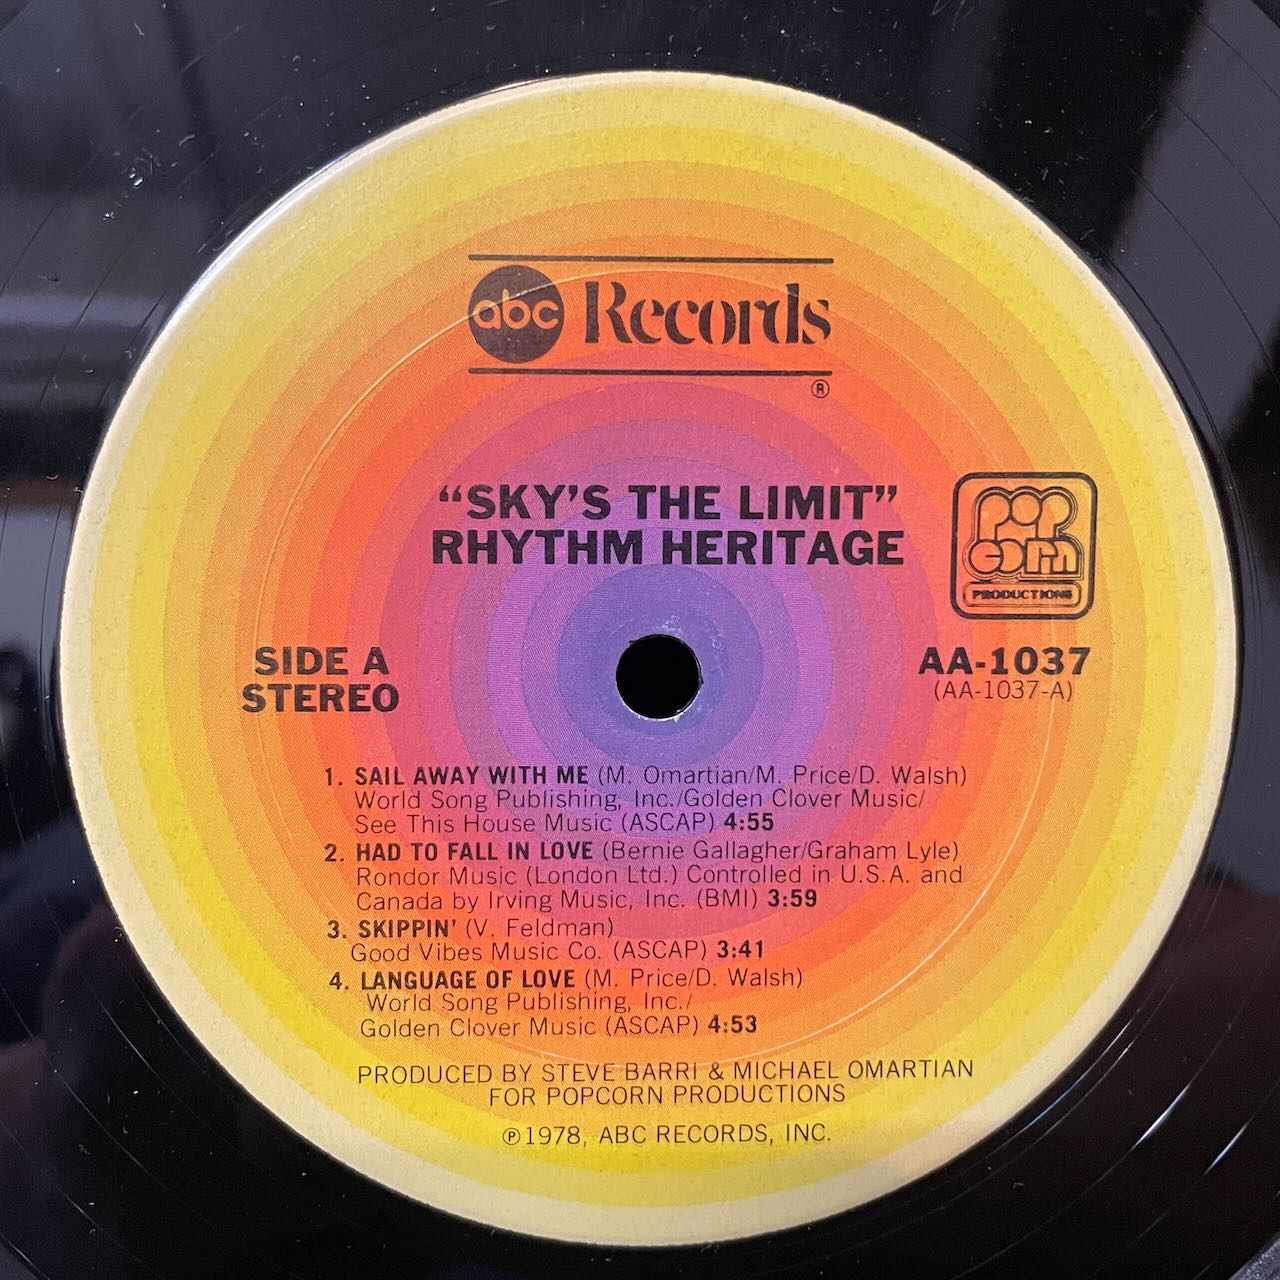 abc Records
®
“SKY’S THE LIMIT”
RHYTHM HERITAGE
POP
CORN
PRODUCTIONS
SIDE A
STEREO
AA-1037
(AA-1037-A)
1. SAIL AWAY WITH ME (M. Omartian/M. Price/D. Walsh)
World Song Publishing, Inc./Golden Clover Music/
See This House Music (ASCAP) 4:55
2. HAD TO FALL IN LOVE (Bernie Gallagher/Graham Lyle)
Rondor Music (London Ltd.) Controlled in U.S.A. and
Canada by Irving Music, Inc. (BMI) 3:59
3. SKIPPIN’ (V. Feldman)
Good Vibes Music Co. (ASCAP) 3:41
4. LANGUAGE OF LOVE (M. Price/D. Walsh)
World Song Publishing, Inc./
Golden Clover Music (ASCAP) 4:53
PRODUCED BY STEVE BARRI & MICHAEL OMARTIAN
FOR POPCORN PRODUCTIONS
℗1978, ABC RECORDS, INC.